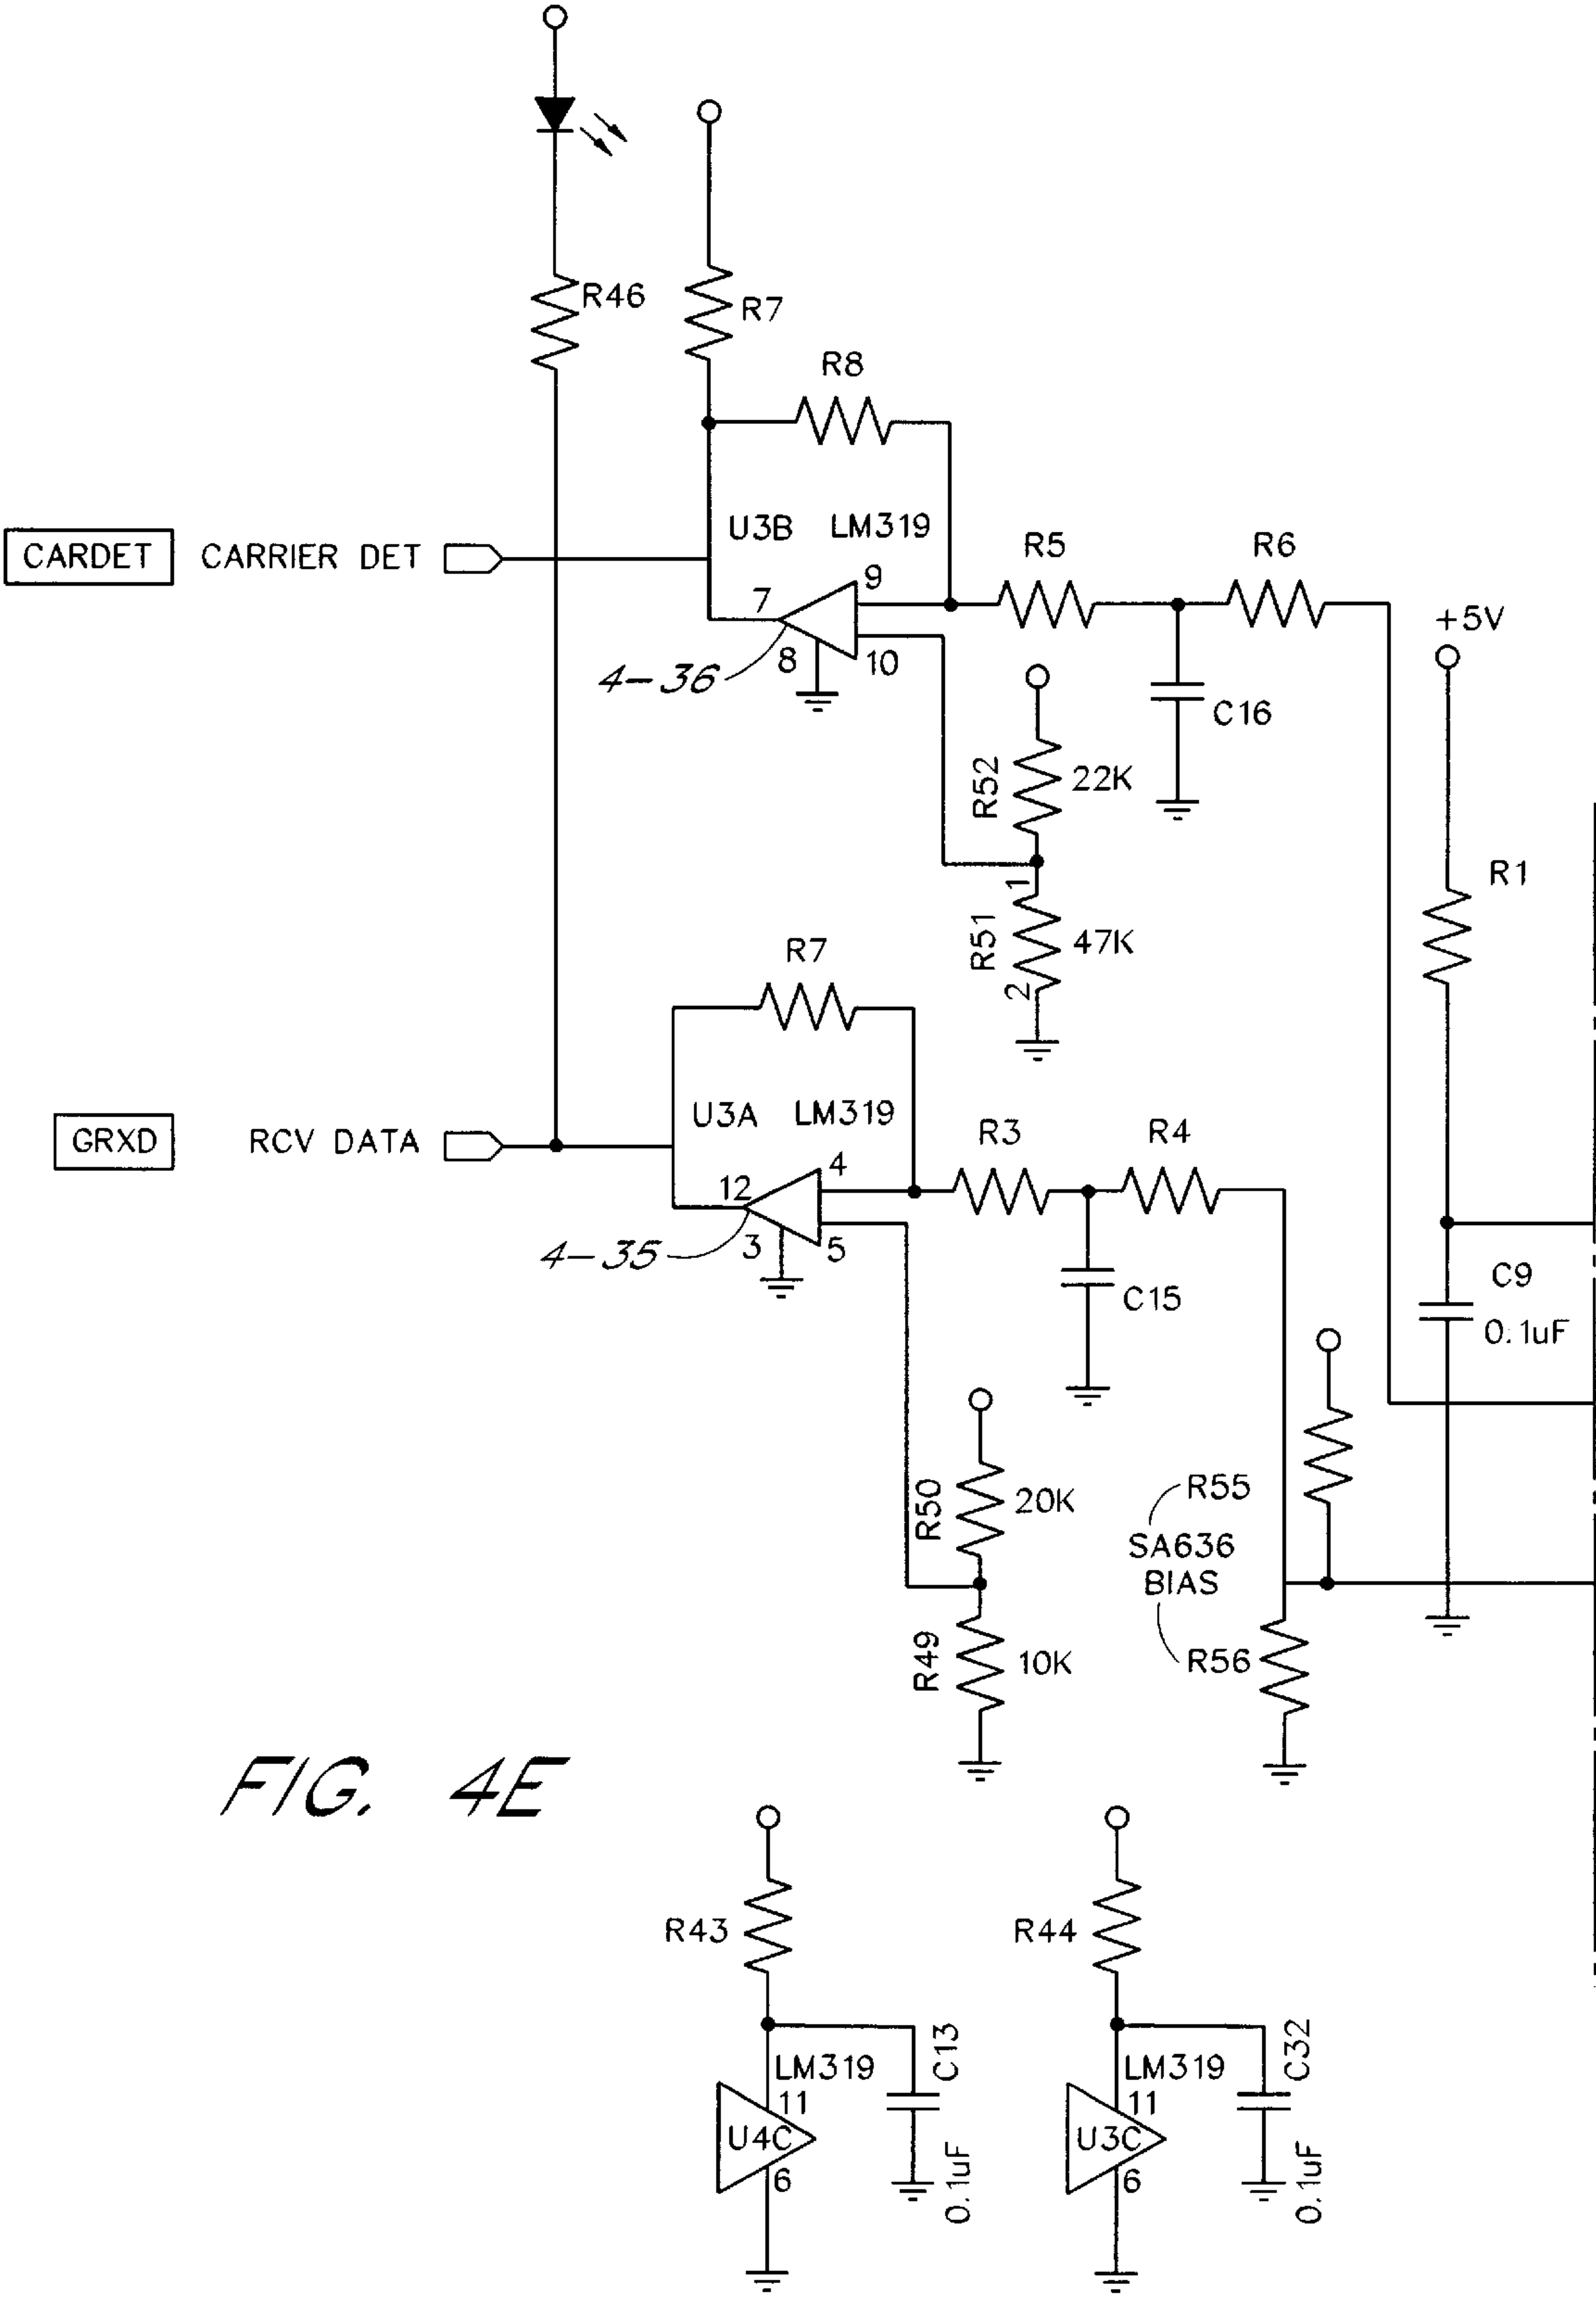 R46
R7
R8
U3B LM319
CARDET CARRIER DET
R5
R6
9
7
8
10
4-36
+5V
C16
R52
22K
R1
1
R51
47K
2
R7
U3A LM319
GRXD RCV DATA
R3
R4
4
12
3
5
4-35
C15
C9
0.1uF
R50
20K
R55
SA636
BIAS
R56
R49
10K
FIG. 4E
R43
R44
LM319
C13
11
U4C
6
0.1uF
LM319
C32
11
U3C
6
0.1uF